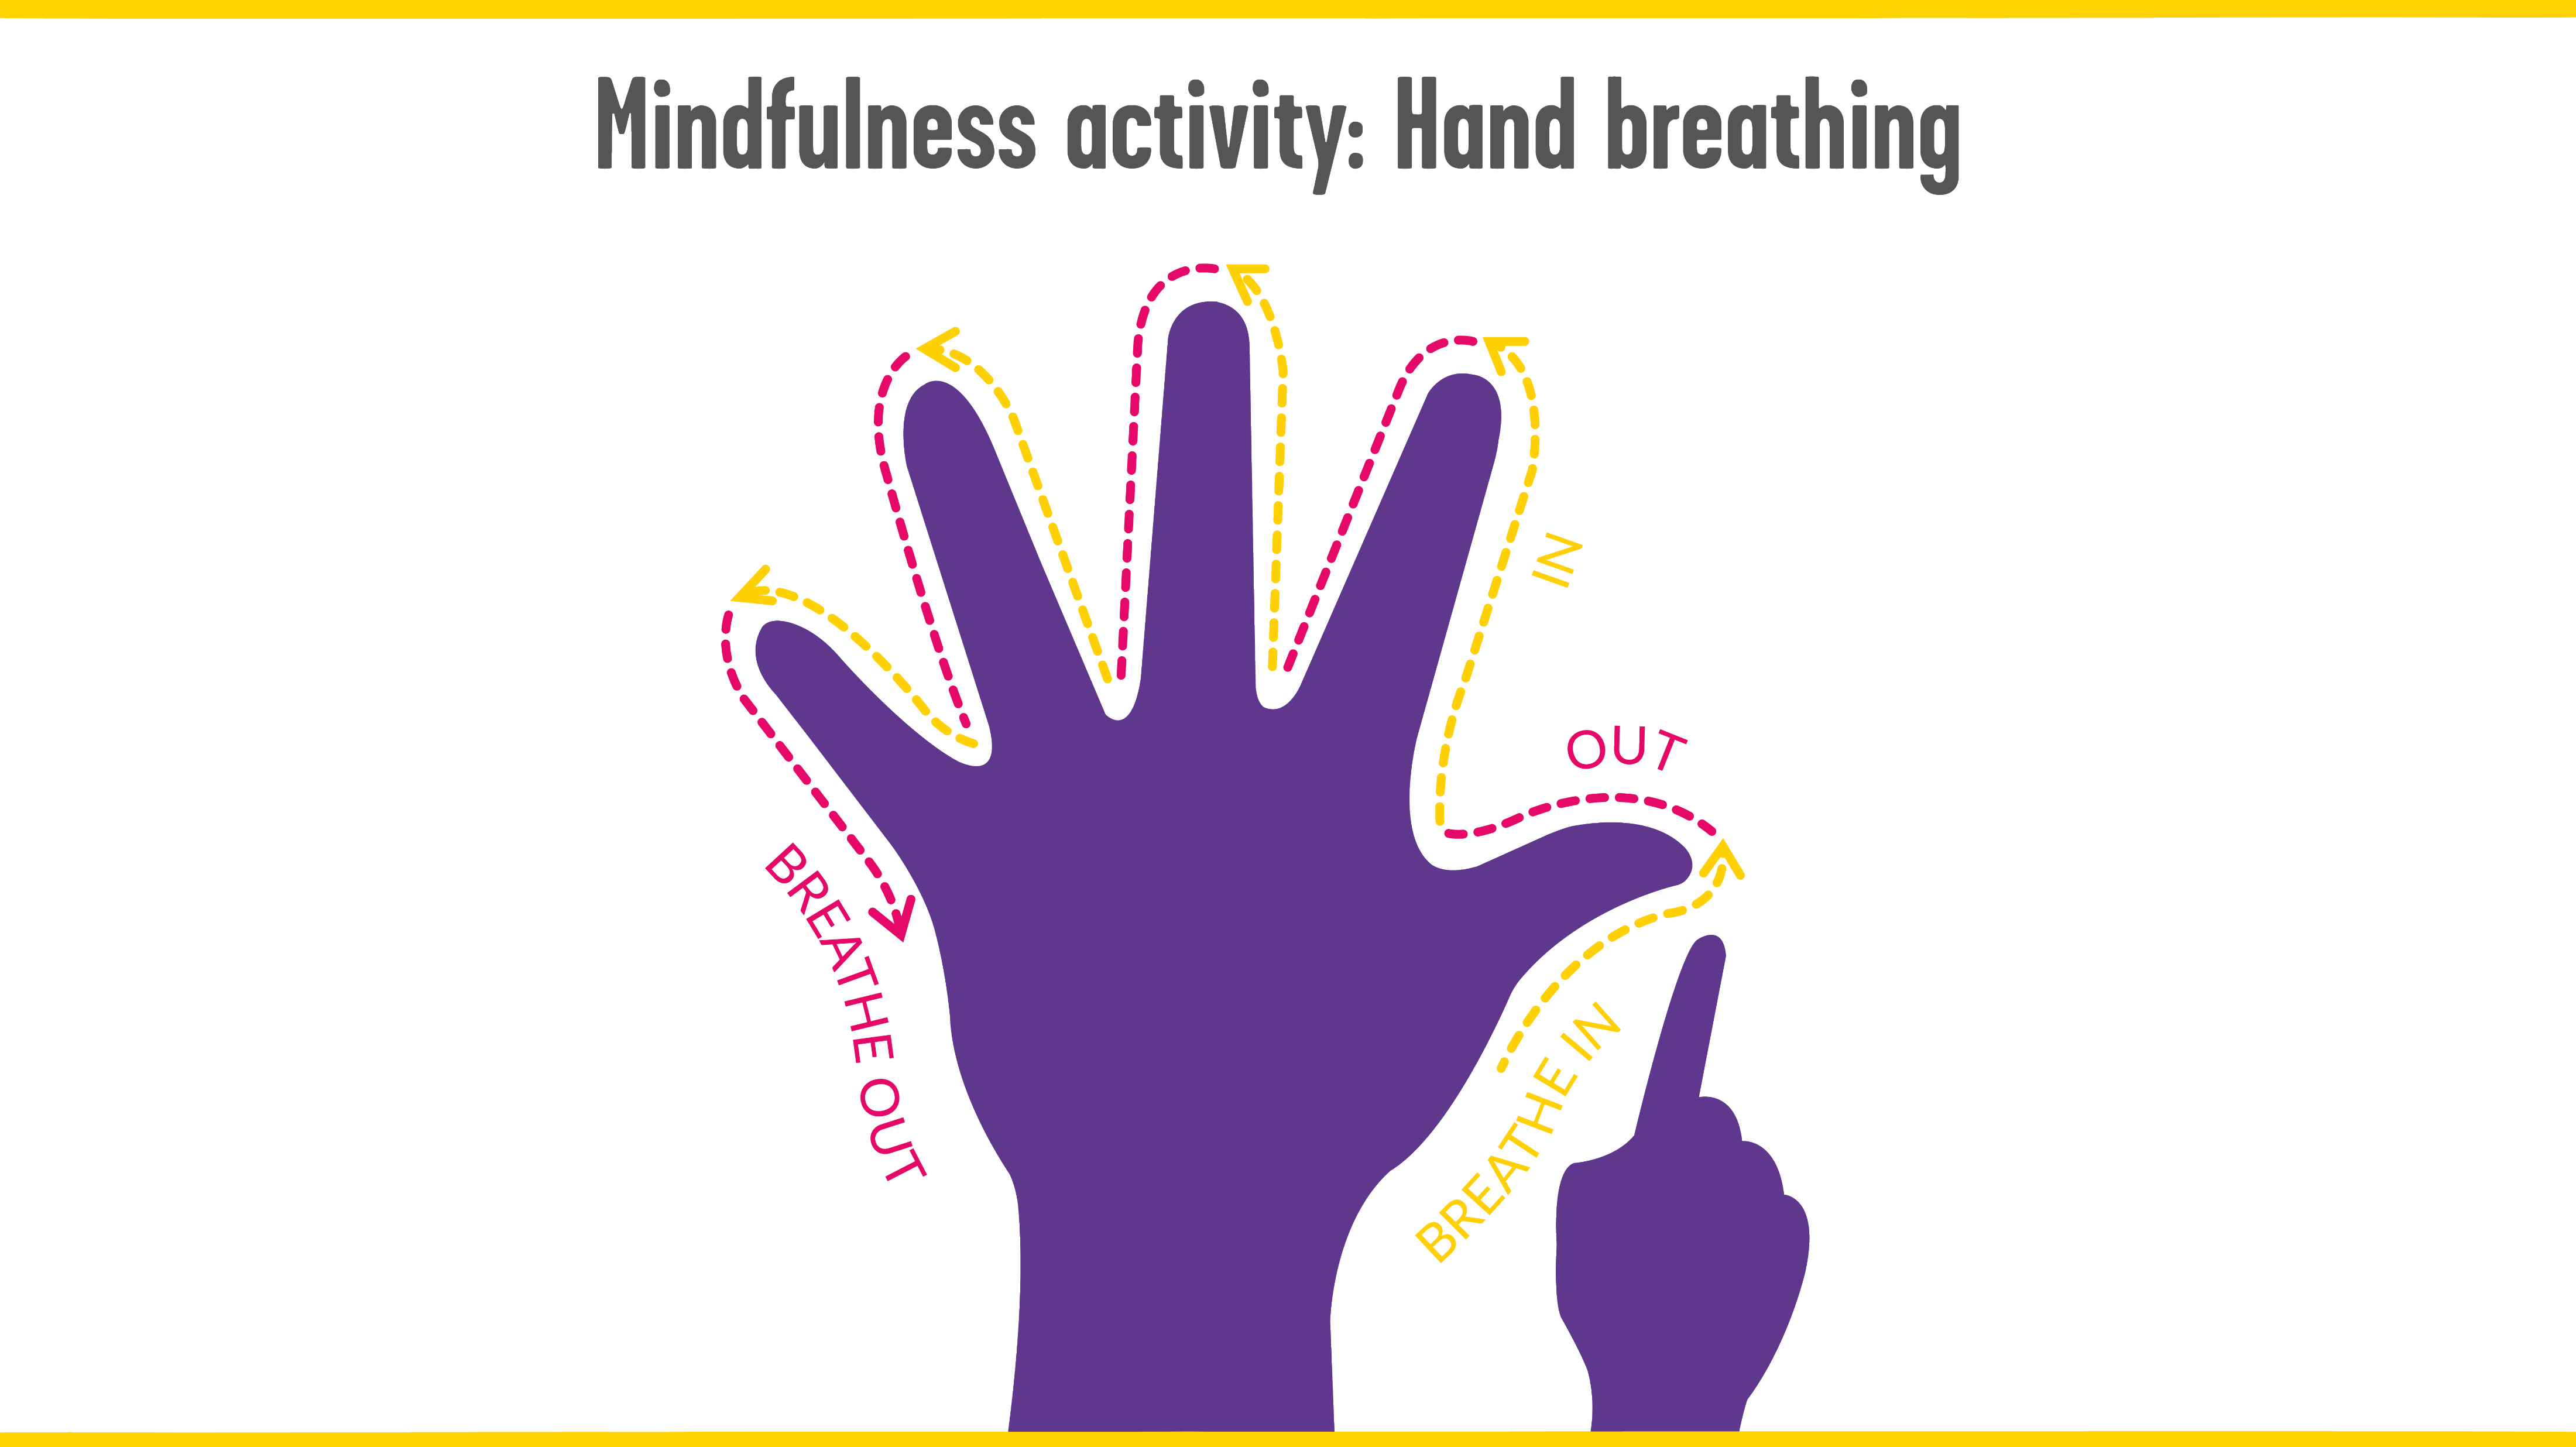 Mindfulness activity: Hand breathing
IN
OUT
BREATHE OUT
BREATHE IN